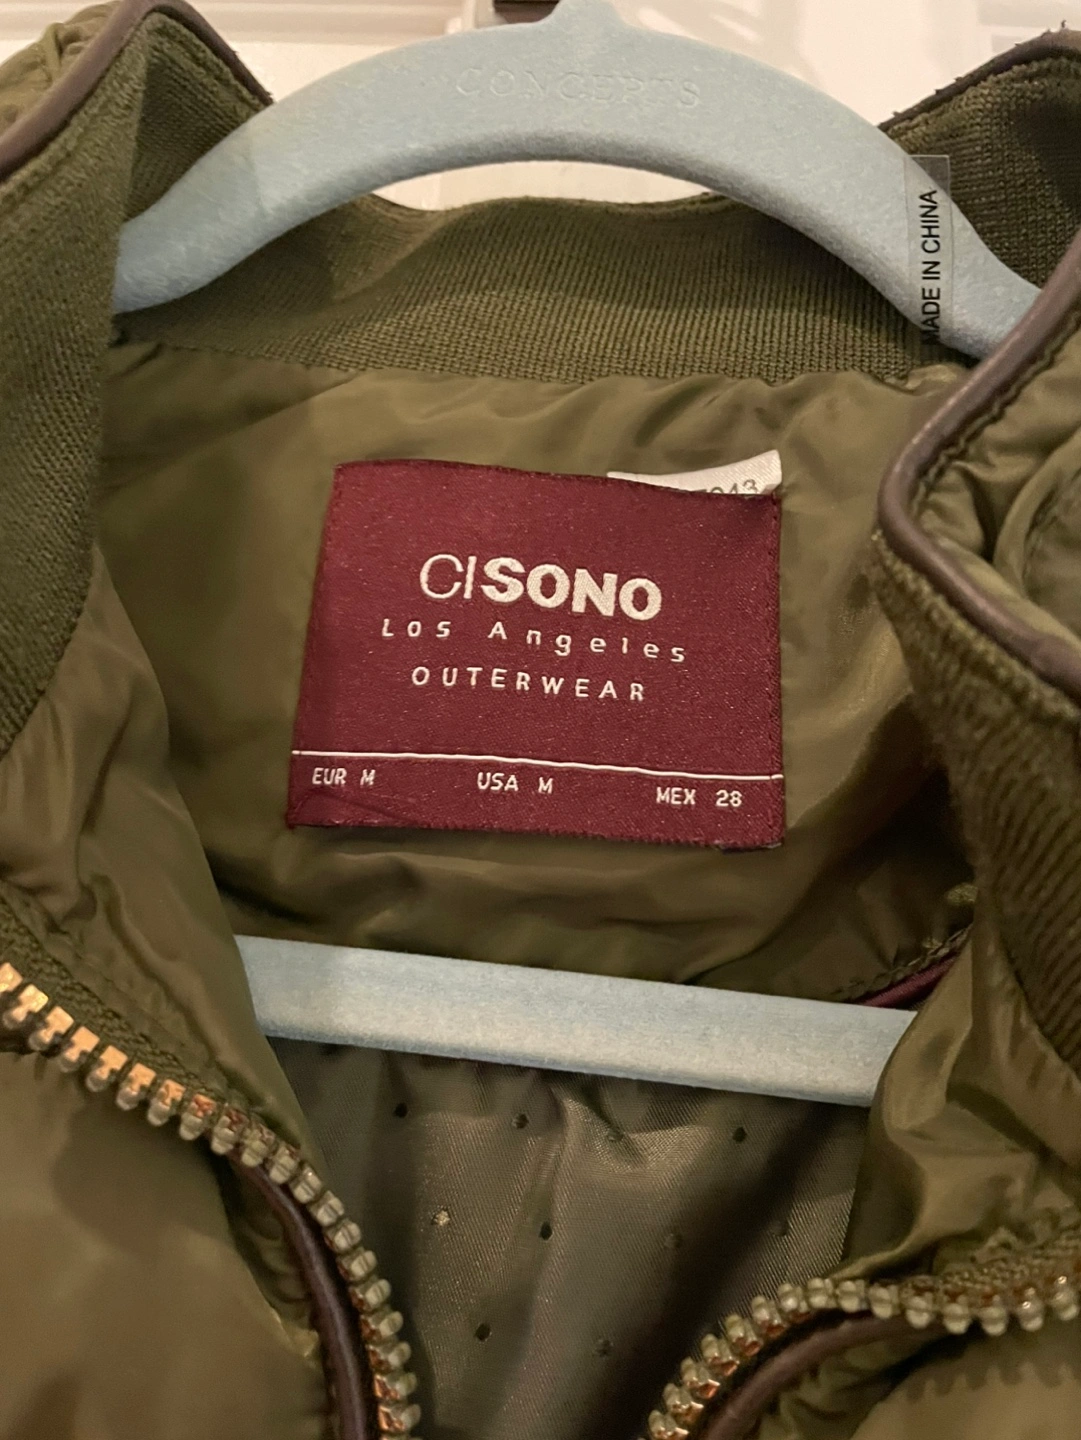 CONCEPTS
MADE IN CHINA
CISONO
Los Angeles
OUTERWEAR
EUR M USA M MEX 28